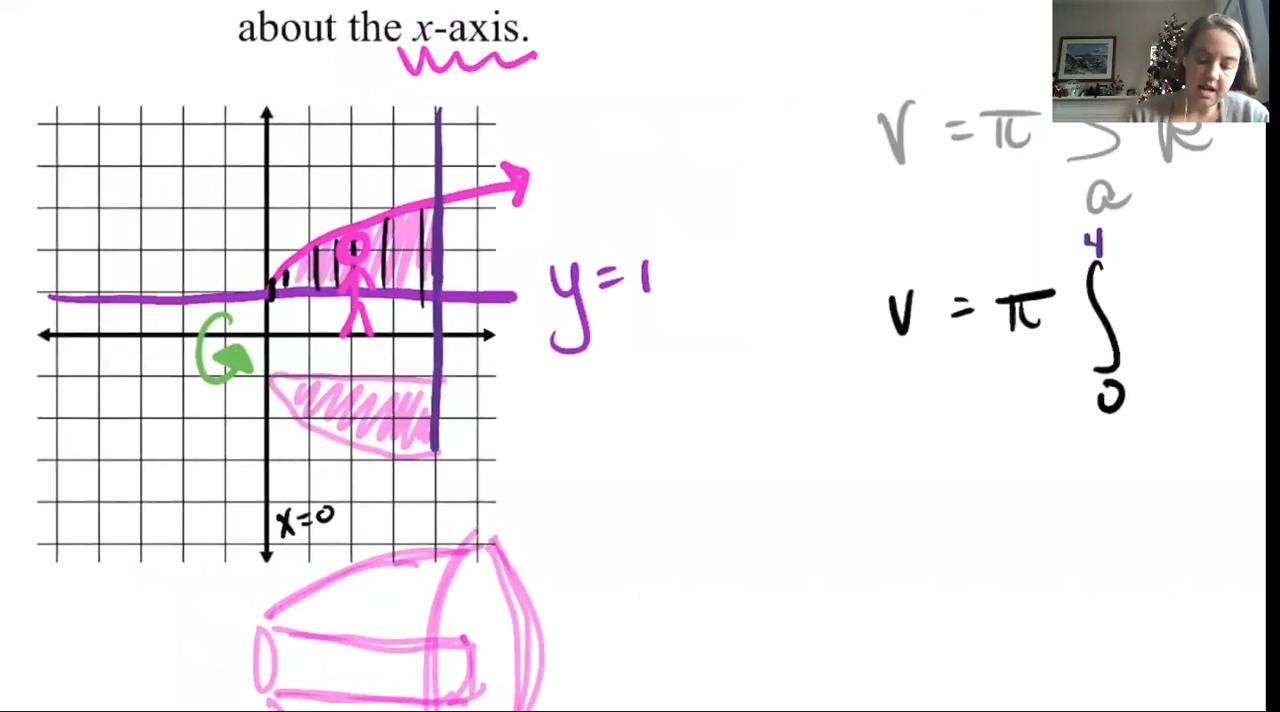 about the x-axis.
V = π ∫ R
a
y = 1
4
V = π ∫
0
x = 0